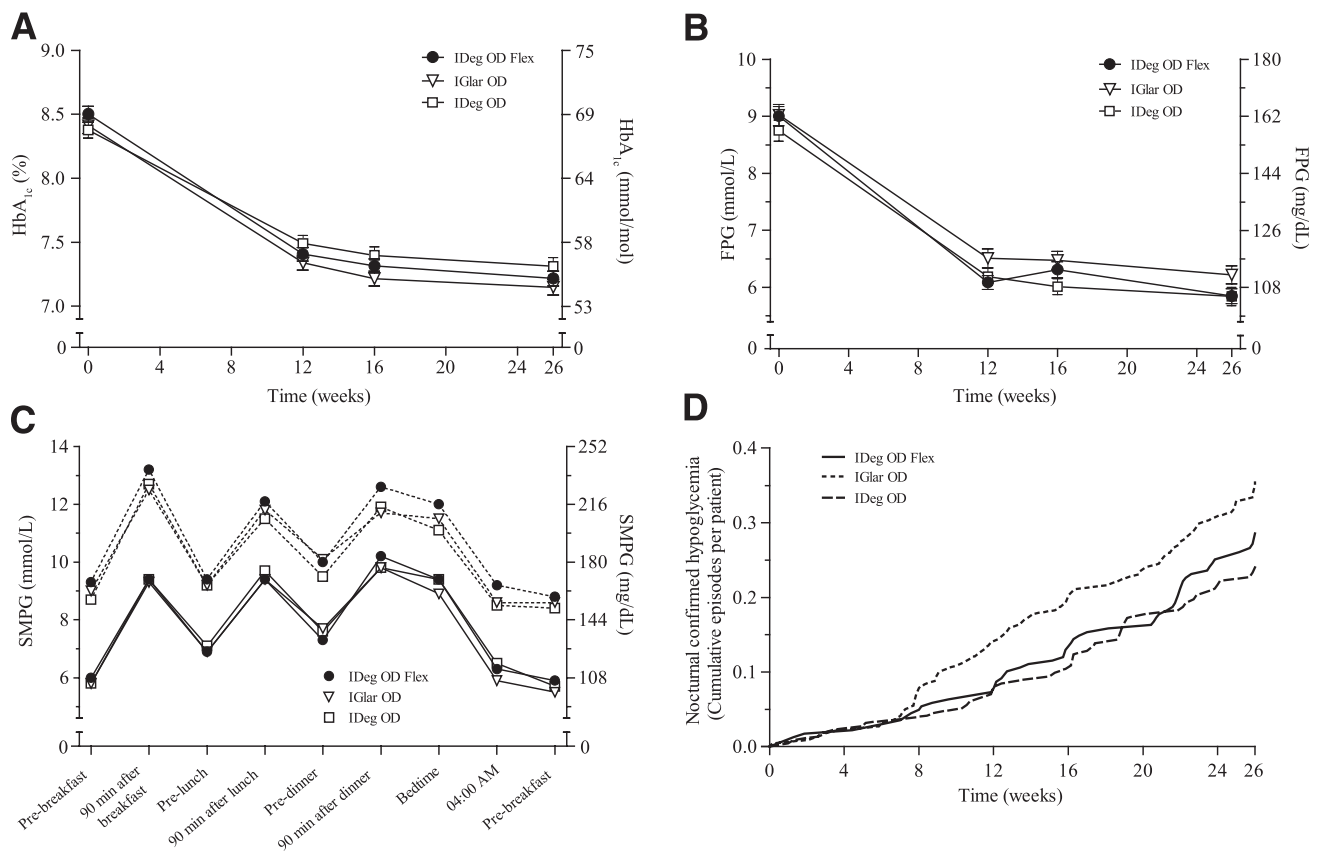 A
HbA1c (%)
9.0
8.5
8.0
7.5
7.0
0
75
69
64
58
53
0
HbA1c (mmol/mol)
IDeg OD Flex
IGlar OD
IDeg OD
0 4 8 12 16 20 24 26
Time (weeks)
B
FPG (mmol/L)
10
9
8
7
6
0
180
162
144
126
108
0
FPG (mg/dL)
IDeg OD Flex
IGlar OD
IDeg OD
0 4 8 12 16 20 24 26
Time (weeks)
C
SMPG (mmol/L)
14
12
10
8
6
0
252
216
180
144
108
0
SMPG (mg/dL)
IDeg OD Flex
IGlar OD
IDeg OD
Pre-breakfast
90 min after
breakfast
Pre-lunch
90 min after lunch
Pre-dinner
90 min after dinner
Bedtime
04:00 AM
Pre-breakfast
D
Nocturnal confirmed hypoglycemia
(Cumulative episodes per patient)
0.4
0.3
0.2
0.1
0.0
IDeg OD Flex
IGlar OD
IDeg OD
0 4 8 12 16 20 24 26
Time (weeks)